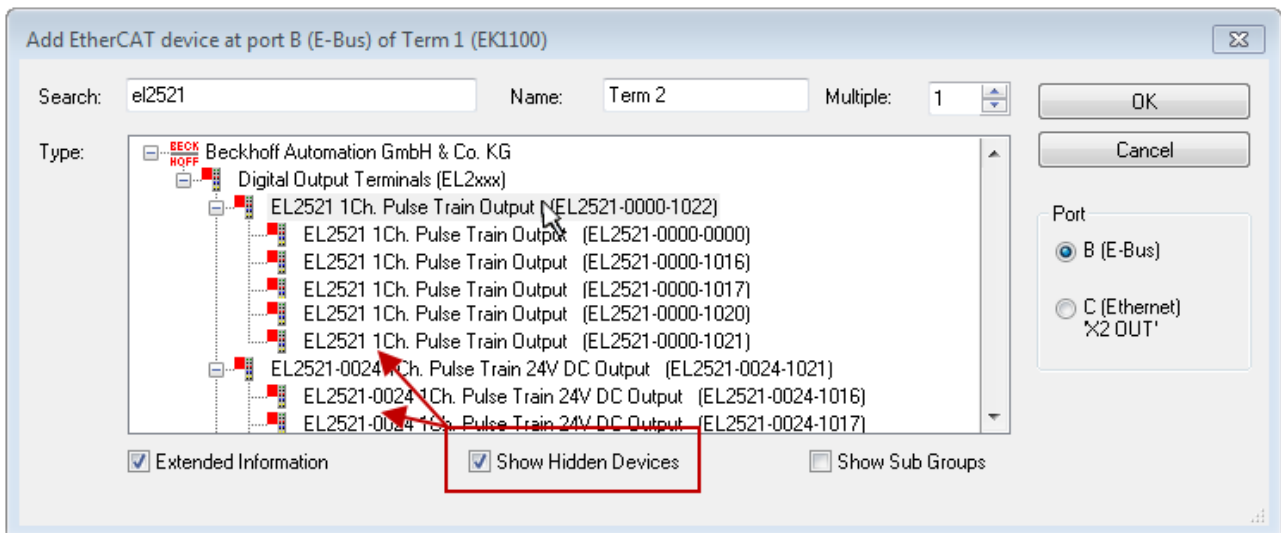 Add EtherCAT device at port B (E-Bus) of Term 1 (EK1100)
Search: el2521 Name: Term 2 Multiple: 1 OK
Type: BECKHOFF Beckhoff Automation GmbH & Co. KG Cancel
Digital Output Terminals (EL2xxx)
EL2521 1Ch. Pulse Train Output (EL2521-0000-1022)
EL2521 1Ch. Pulse Train Output (EL2521-0000-0000)
EL2521 1Ch. Pulse Train Output (EL2521-0000-1016)
EL2521 1Ch. Pulse Train Output (EL2521-0000-1017)
EL2521 1Ch. Pulse Train Output (EL2521-0000-1020)
EL2521 1Ch. Pulse Train Output (EL2521-0000-1021)
EL2521-0024 1Ch. Pulse Train 24V DC Output (EL2521-0024-1021)
EL2521-0024 1Ch. Pulse Train 24V DC Output (EL2521-0024-1016)
EL2521-0024 1Ch. Pulse Train 24V DC Output (EL2521-0024-1017)
Port
B (E-Bus)
C (Ethernet)
'X2 OUT'
Extended Information Show Hidden Devices Show Sub Groups